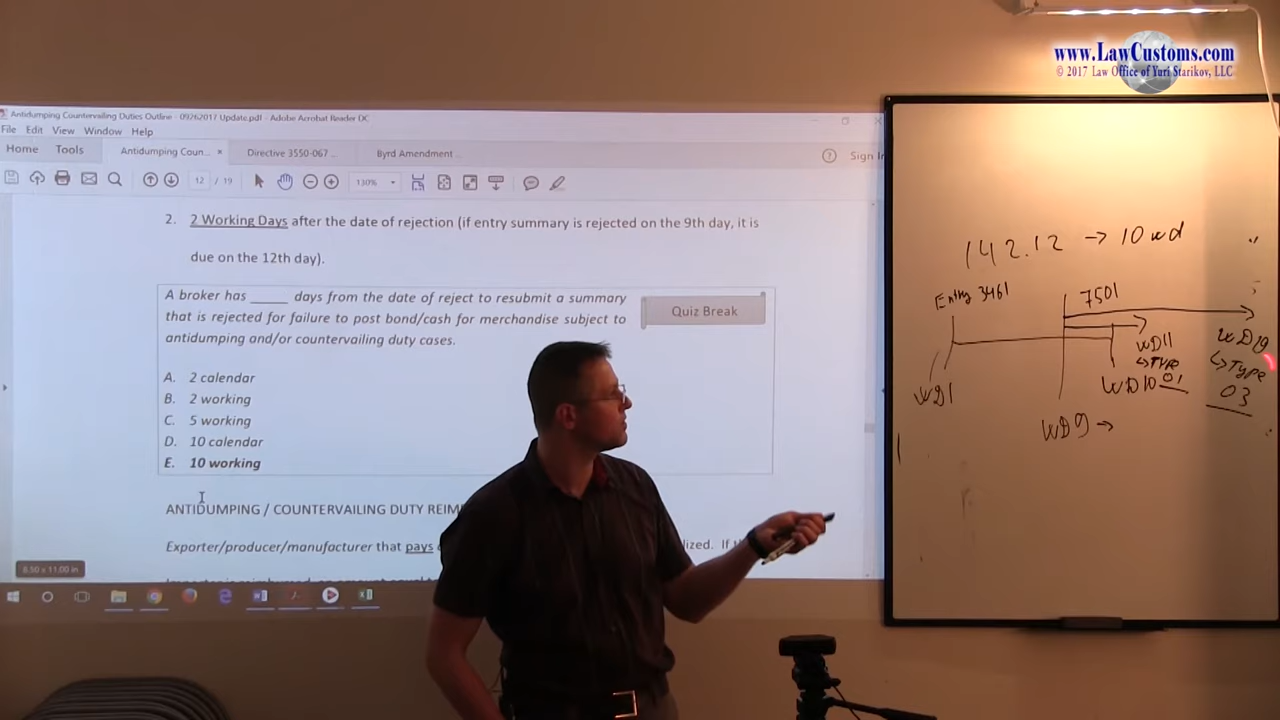 www.LawCustoms.com
© 2017 Law Office of Yuri Starikov, LLC
Antidumping Countervailing Duties Outline - 09262017 Update.pdf - Adobe Acrobat Reader DC
File Edit View Window Help
Home Tools Antidumping Coun... × Directive 3550-067 ... Byrd Amendment ... Sign In
12 / 19 130%
2. 2 Working Days after the date of rejection (if entry summary is rejected on the 9th day, it is
due on the 12th day).
A broker has _____ days from the date of reject to resubmit a summary
that is rejected for failure to post bond/cash for merchandise subject to
antidumping and/or countervailing duty cases.
Quiz Break
A. 2 calendar
B. 2 working
C. 5 working
D. 10 calendar
E. 10 working
ANTIDUMPING / COUNTERVAILING DUTY REIM
Exporter/producer/manufacturer that pays
lized. If
8.50 x 11.00 in
142.12 → 10 wd
Entry 3461
7501
WD1
WD11
↳ Type
01
WD10
WD19
↳ Type
03
WD9 →